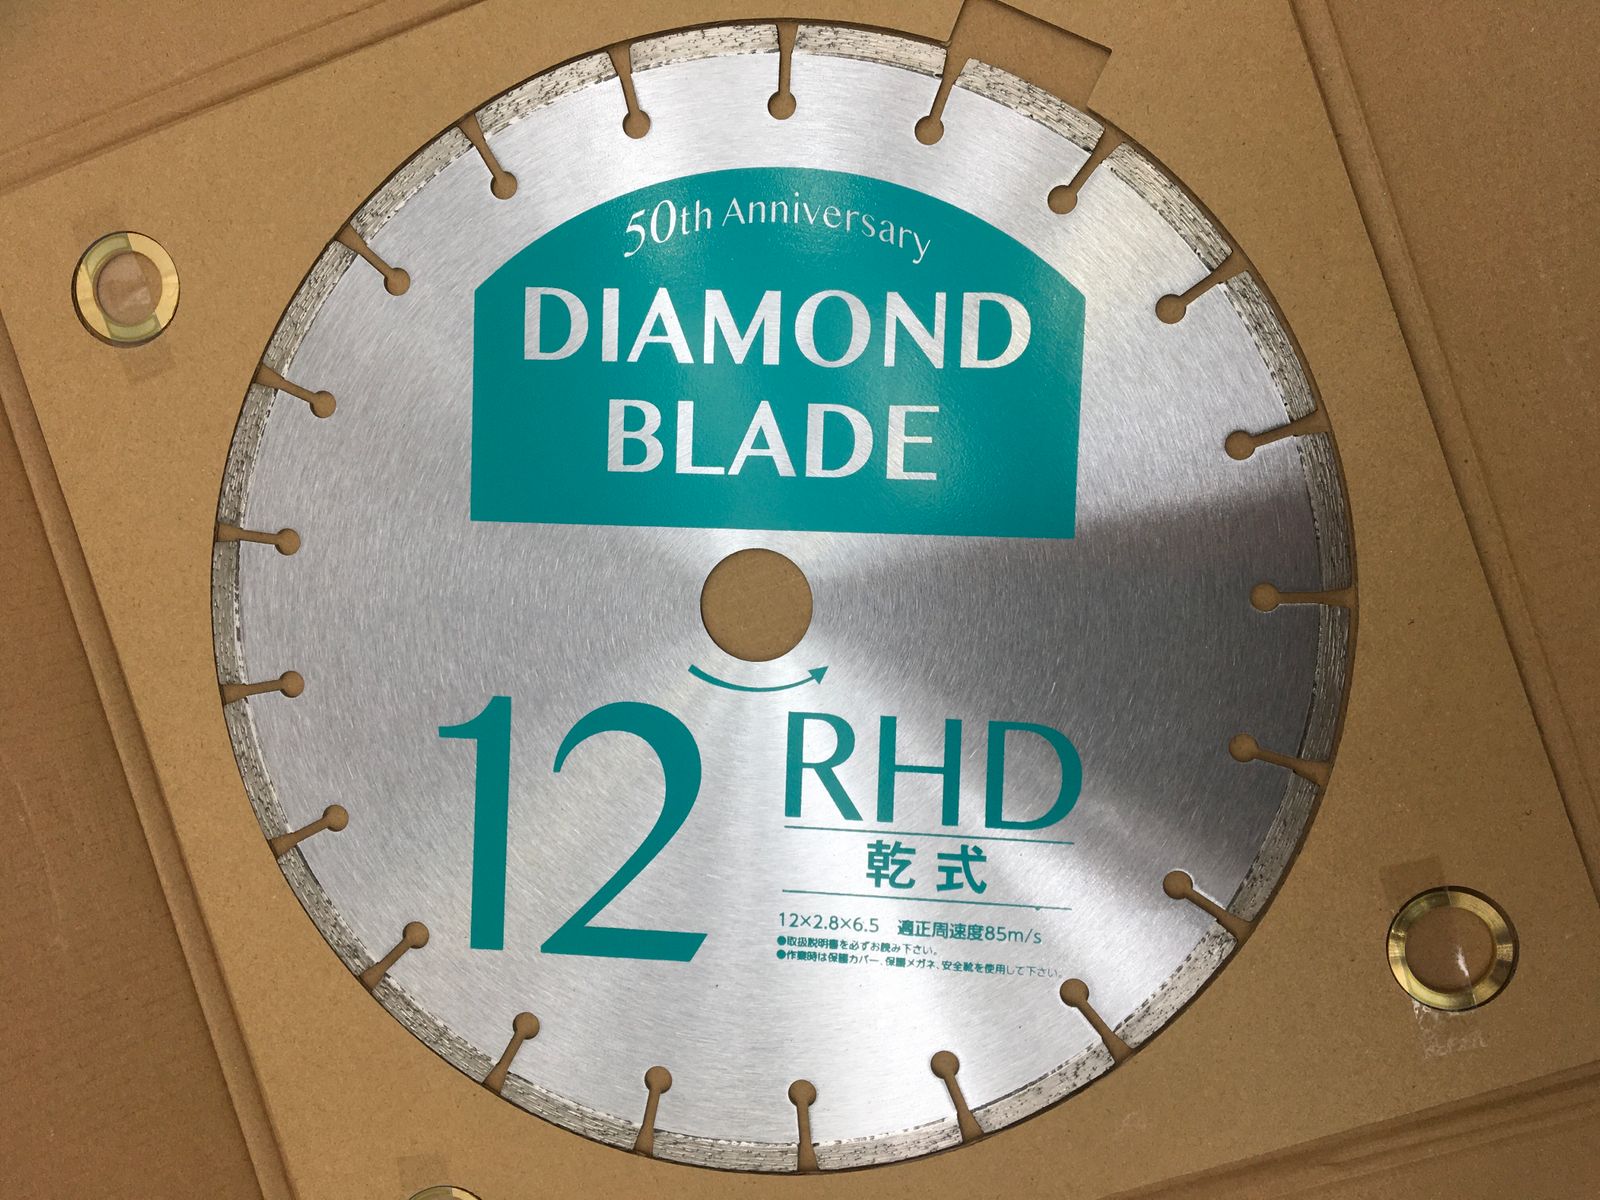 50th Anniversary
DIAMOND
BLADE
12
RHD
乾式
12×2.8×6.5 適正周速度85m/s
●取扱説明書を必ずお読み下さい。
●作業時は保護カバー、保護メガネ、安全靴を使用して下さい。